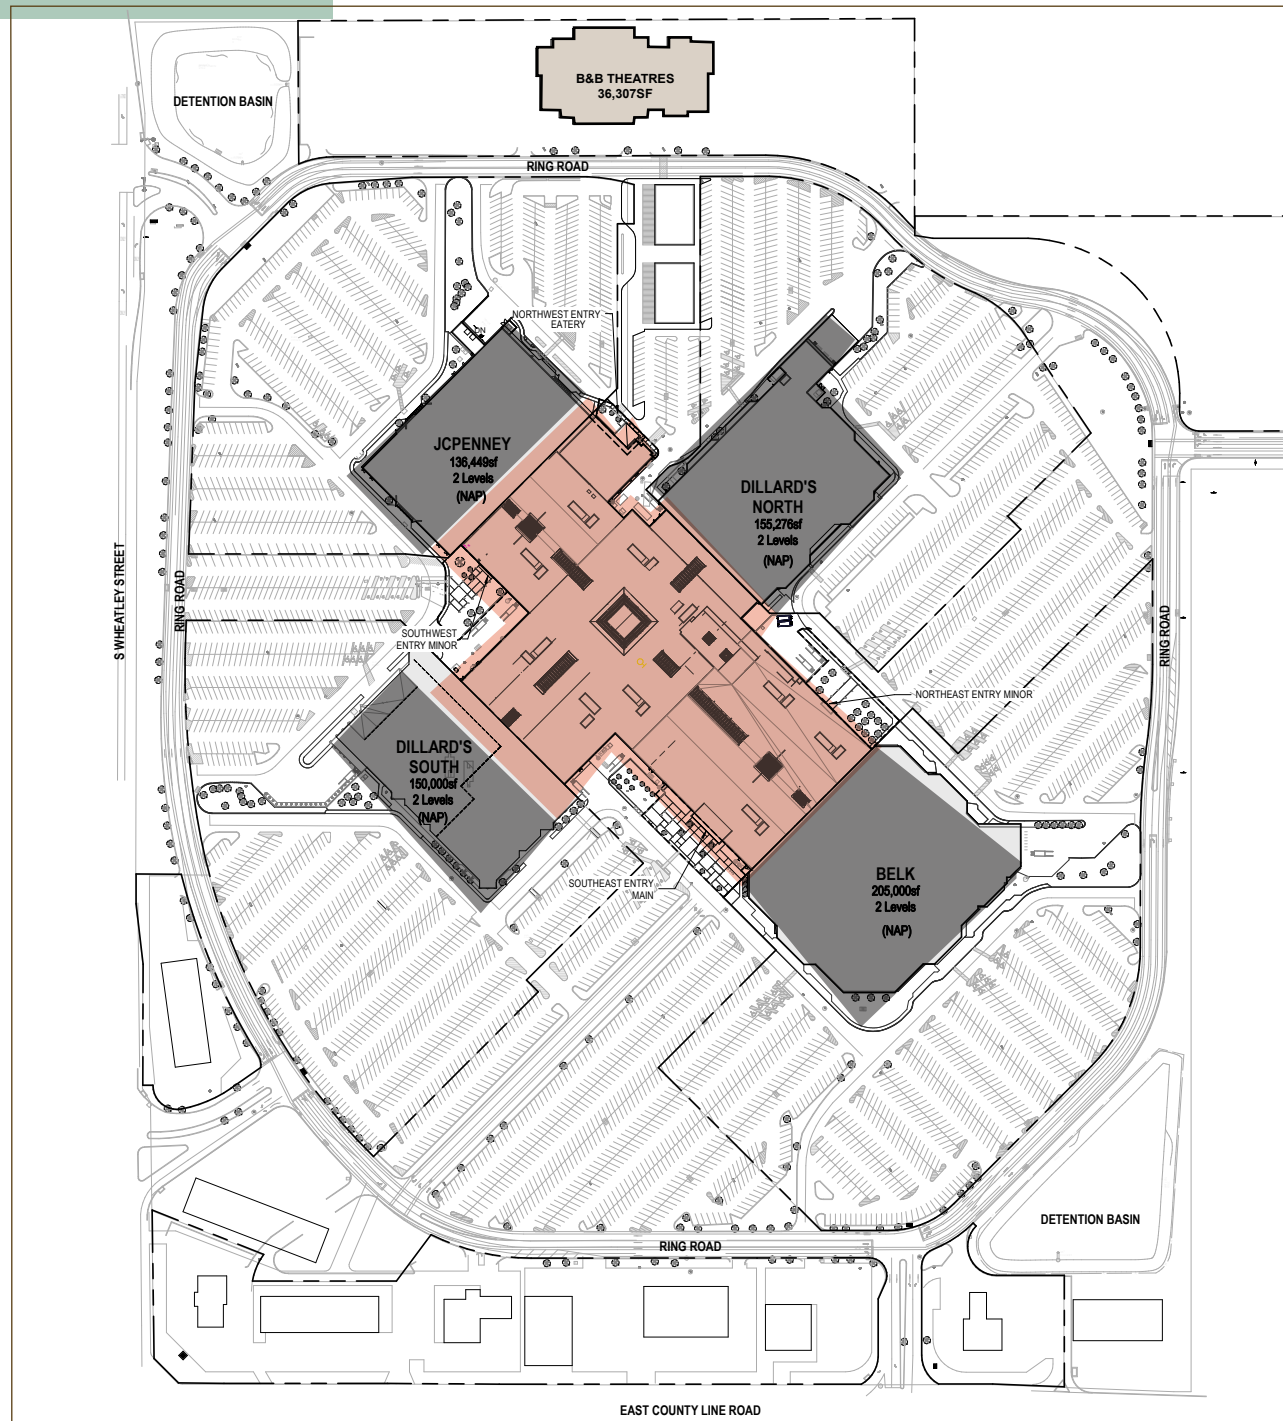 B&B THEATRES
36,307SF
DETENTION BASIN
RING ROAD
NORTHWEST ENTRY
EATERY
DN
JCPENNEY
136,449sf
2 Levels
(NAP)
DILLARD'S
NORTH
155,276sf
2 Levels
(NAP)
S WHEATLEY STREET
RING ROAD
SOUTHWEST
ENTRY MINOR
RING ROAD
NORTHEAST ENTRY MINOR
DILLARD'S
SOUTH
150,000sf
2 Levels
(NAP)
SOUTHEAST ENTRY
MAIN
BELK
205,000sf
2 Levels
(NAP)
DETENTION BASIN
RING ROAD
EAST COUNTY LINE ROAD